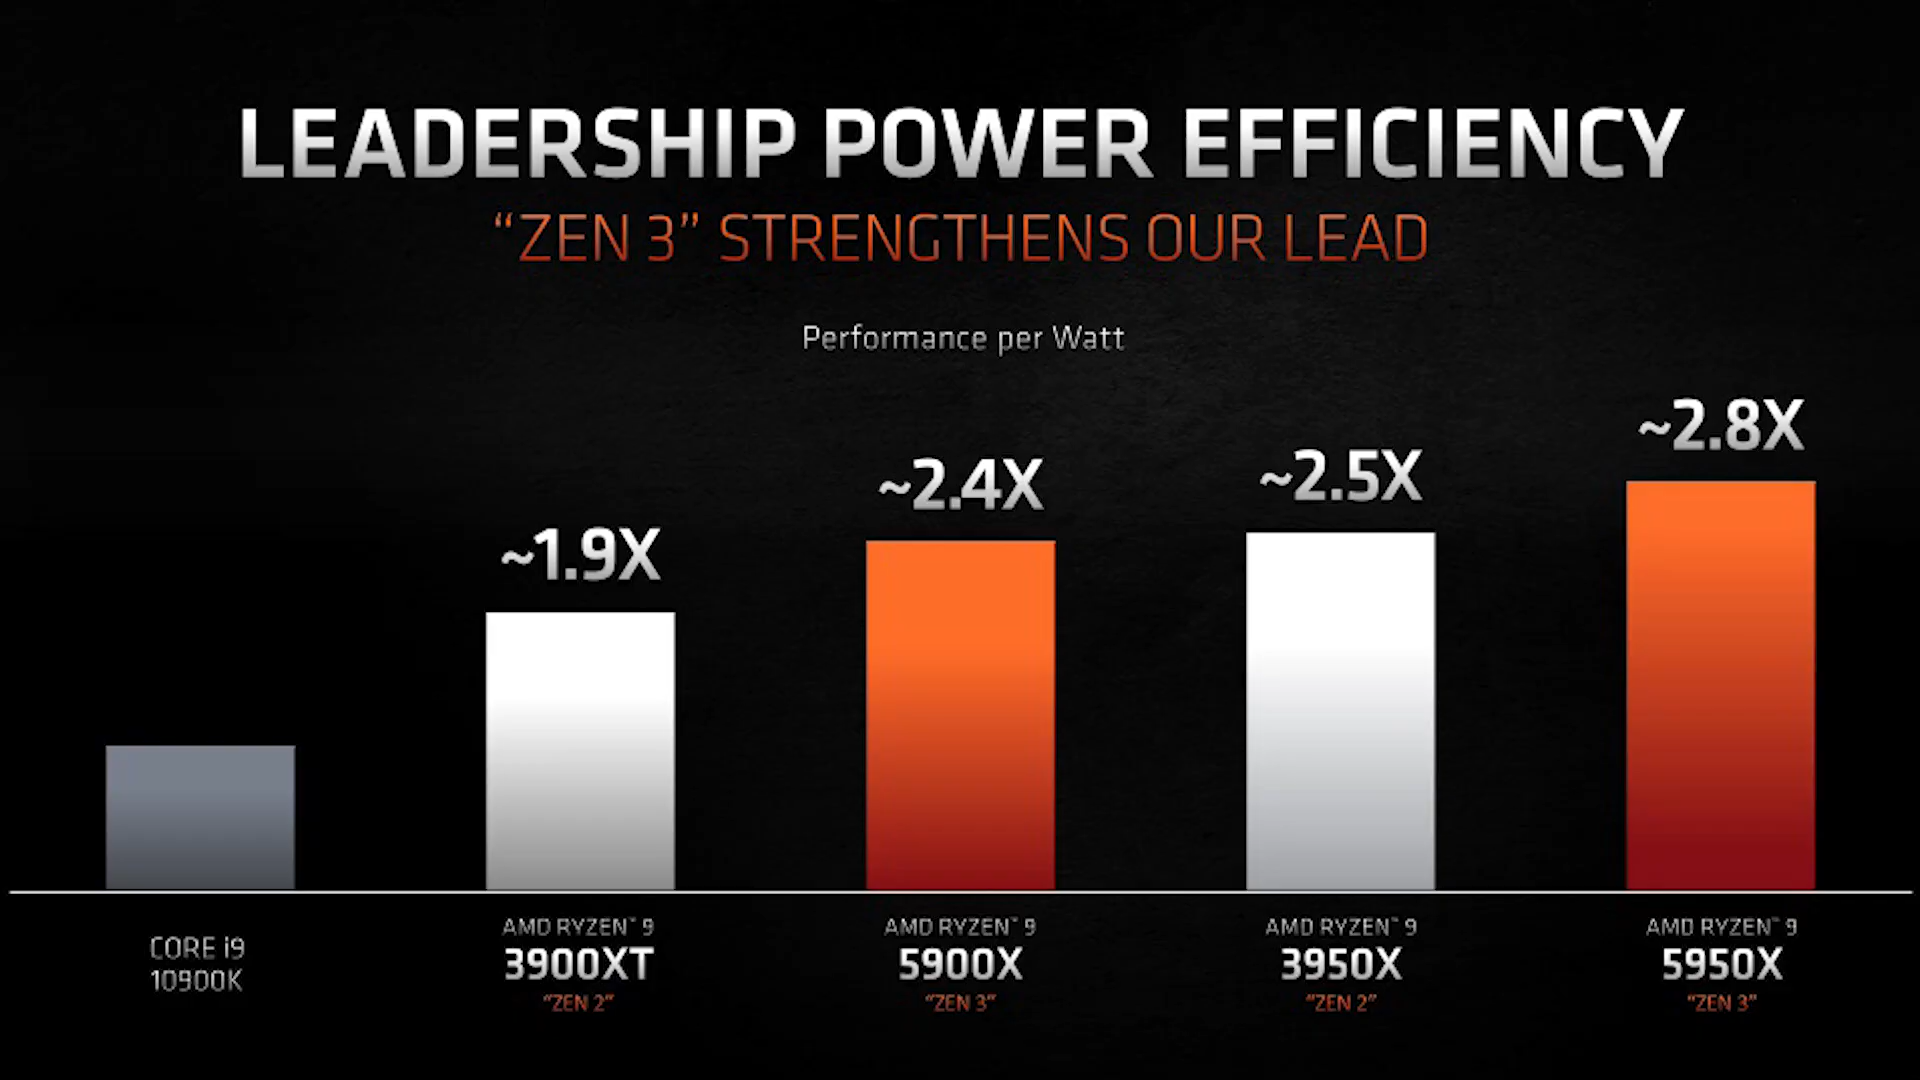 LEADERSHIP POWER EFFICIENCY
“ZEN 3” STRENGTHENS OUR LEAD
Performance per Watt
~1.9X
~2.4X
~2.5X
~2.8X
CORE i9
10900K
AMD RYZEN™ 9
3900XT
“ZEN 2”
AMD RYZEN™ 9
5900X
“ZEN 3”
AMD RYZEN™ 9
3950X
“ZEN 2”
AMD RYZEN™ 9
5950X
“ZEN 3”